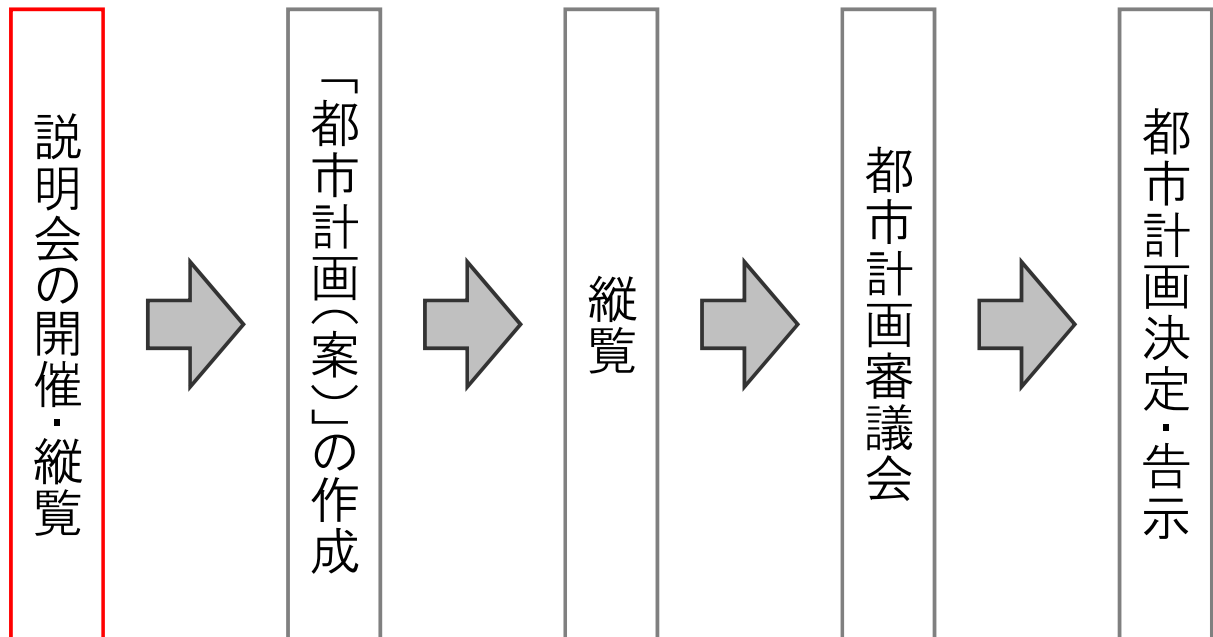 説明会の開催・縦覧
「都市計画(案)」の作成
縦覧
都市計画審議会
都市計画決定・告示